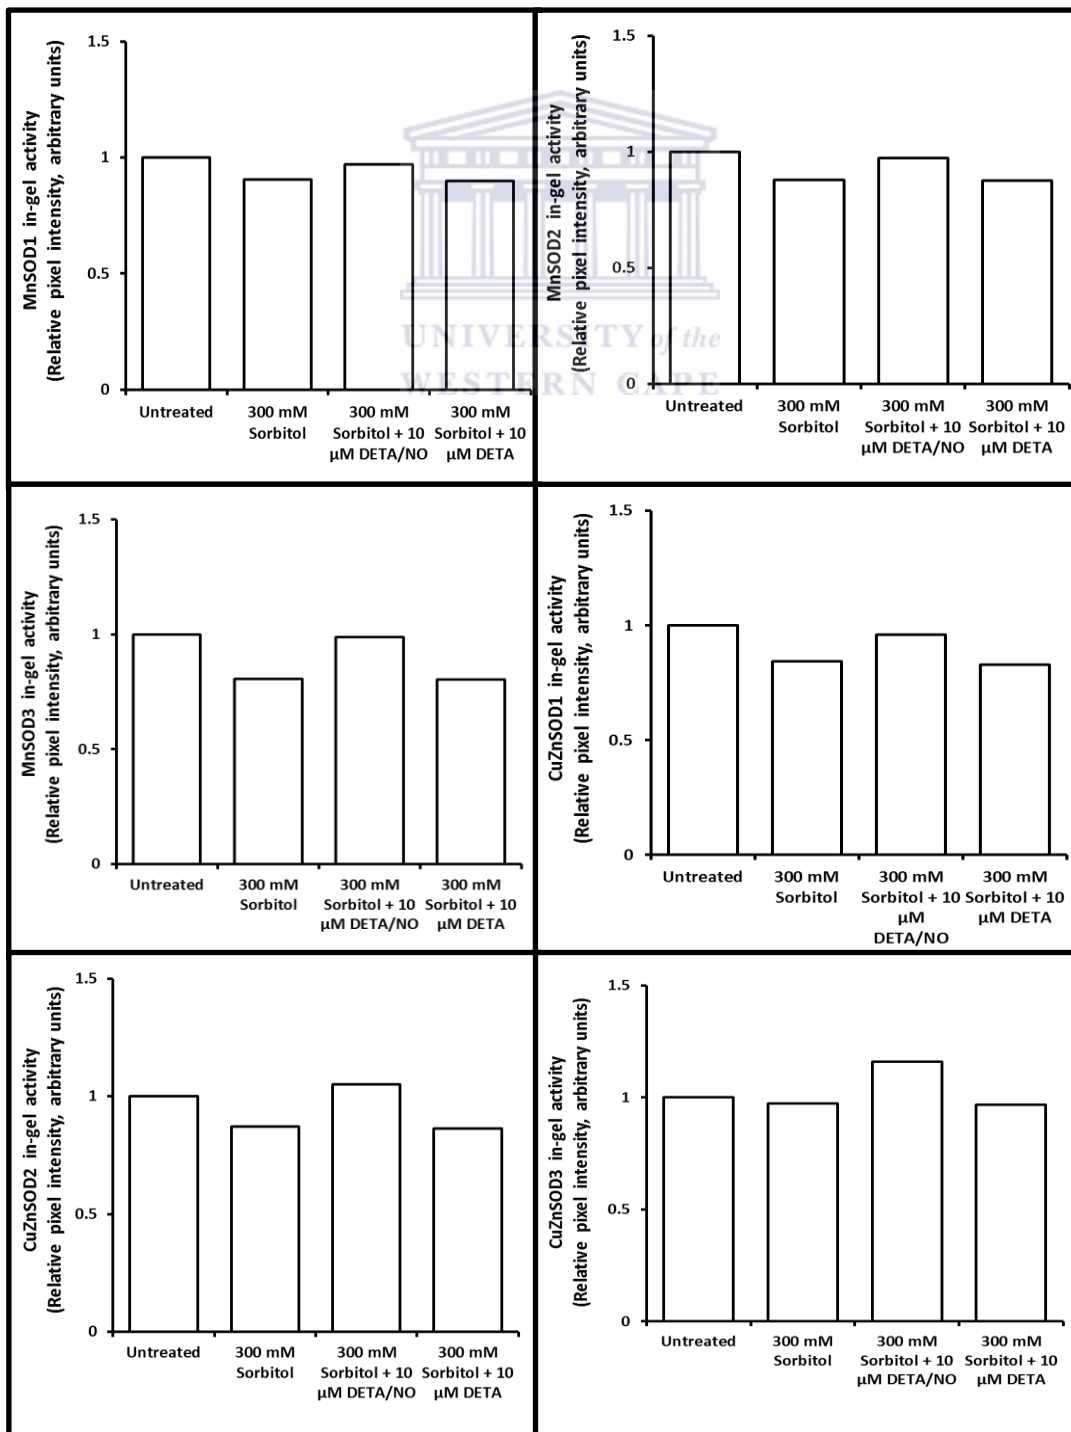 MnSOD1 in-gel activity
(Relative pixel intensity, arbitrary units)
1.5
1
0.5
0
Untreated
300 mM
Sorbitol
300 mM
Sorbitol + 10
µM DETA/NO
300 mM
Sorbitol + 10
µM DETA
MnSOD2 in-gel activity
(Relative pixel intensity, arbitrary units)
1.5
1
0.5
0
Untreated
300 mM
Sorbitol
300 mM
Sorbitol + 10
µM DETA/NO
300 mM
Sorbitol + 10
µM DETA
UNIVERSITY of the
WESTERN CAPE
MnSOD3 in-gel activity
(Relative pixel intensity, arbitrary units)
1.5
1
0.5
0
Untreated
300 mM
Sorbitol
300 mM
Sorbitol + 10
µM DETA/NO
300 mM
Sorbitol + 10
µM DETA
CuZnSOD1 in-gel activity
(Relative pixel intensity, arbitrary units)
1.5
1
0.5
0
Untreated
300 mM
Sorbitol
300 mM
Sorbitol + 10
µM
DETA/NO
300 mM
Sorbitol + 10
µM DETA
CuZnSOD2 in-gel activity
(Relative pixel intensity, arbitrary units)
1.5
1
0.5
0
Untreated
300 mM
Sorbitol
300 mM
Sorbitol + 10
µM DETA/NO
300 mM
Sorbitol + 10
µM DETA
CuZnSOD3 in-gel activity
(Relative pixel intensity, arbitrary units)
1.5
1
0.5
0
Untreated
300 mM
Sorbitol
300 mM
Sorbitol + 10
µM DETA/NO
300 mM
Sorbitol + 10
µM DETA